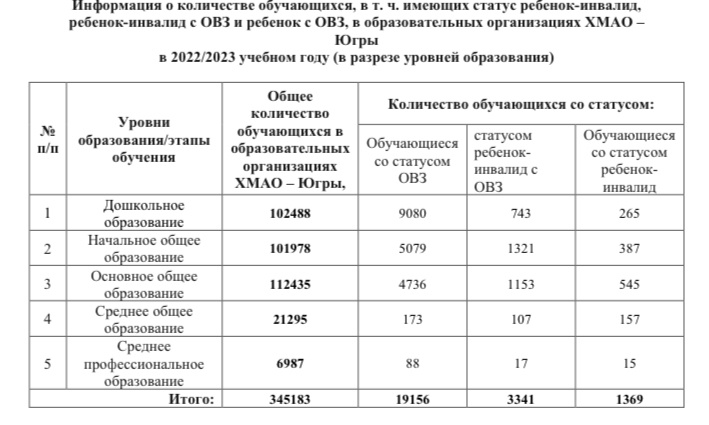 Информация о количестве обучающихся, в т. ч. имеющих статус ребенок-инвалид,
ребенок-инвалид с ОВЗ и ребенок с ОВЗ, в образовательных организациях ХМАО –
Югры
в 2022/2023 учебном году (в разрезе уровней образования)
№ п/п
Уровни
образования/этапы
обучения
Общее
количество
обучающихся в
образовательных
организациях
ХМАО – Югры,
Количество обучающихся со статусом:
Обучающиеся
со статусом
ОВЗ
статусом
ребенок-
инвалид с
ОВЗ
Обучающиеся
со статусом
ребенок-
инвалид
1 Дошкольное образование 102488 9080 743 265
2 Начальное общее образование 101978 5079 1321 387
3 Основное общее образование 112435 4736 1153 545
4 Среднее общее образование 21295 173 107 157
5 Среднее профессиональное образование 6987 88 17 15
Итого: 345183 19156 3341 1369